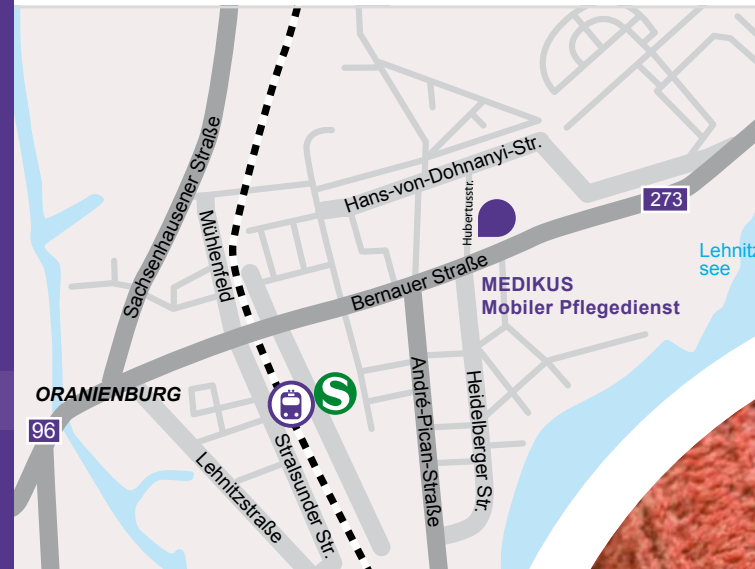 Sachsenhausener Straße
Mühlenfeld
Hans-von-Dohnanyi-Str.
Hubertusstr.
273
Lehnitz
see
Bernauer Straße
MEDIKUS
Mobiler Pflegedienst
ORANIENBURG
96
S
Lehnitzstraße
Stralsunder Str.
André-Pican-Straße
Heidelberger Str.